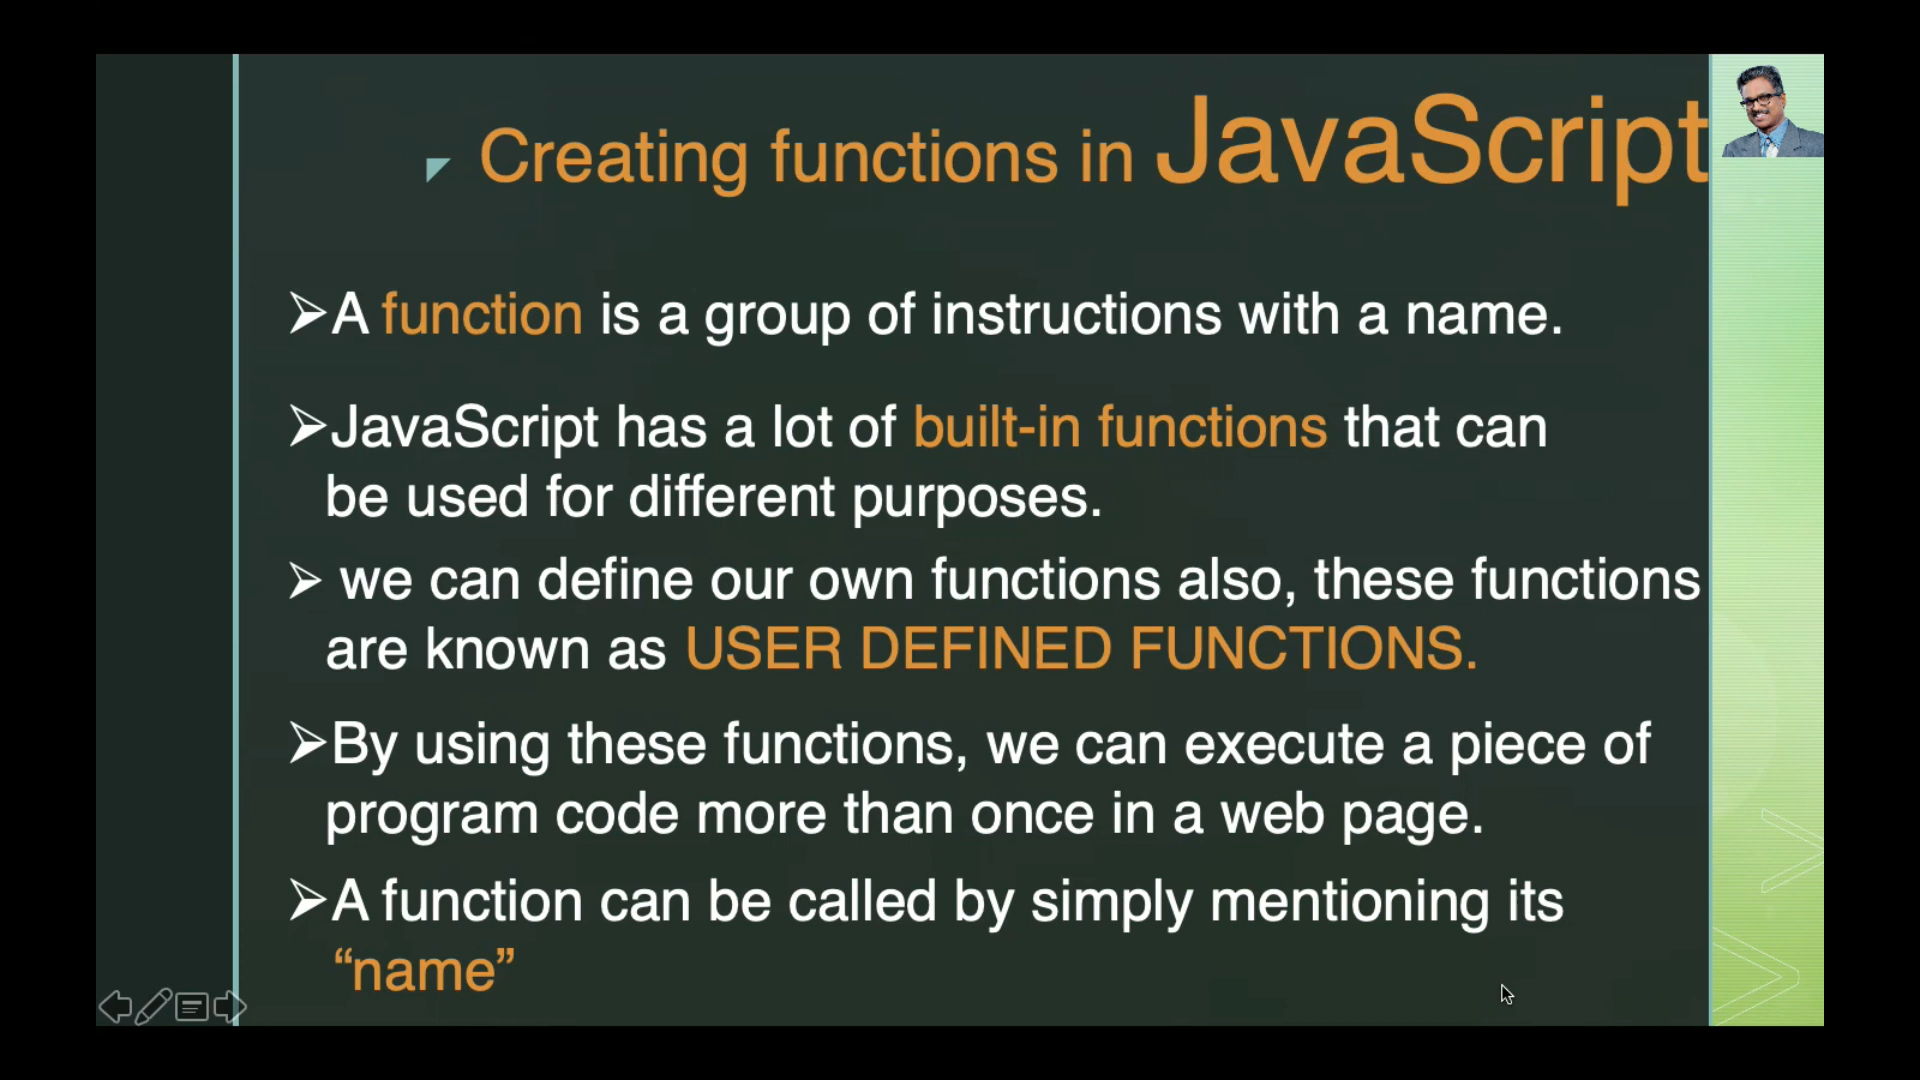 Creating functions in JavaScript
➢A function is a group of instructions with a name.
➢JavaScript has a lot of built-in functions that can
be used for different purposes.
➢ we can define our own functions also, these functions
are known as USER DEFINED FUNCTIONS.
➢By using these functions, we can execute a piece of
program code more than once in a web page.
➢A function can be called by simply mentioning its
“name”